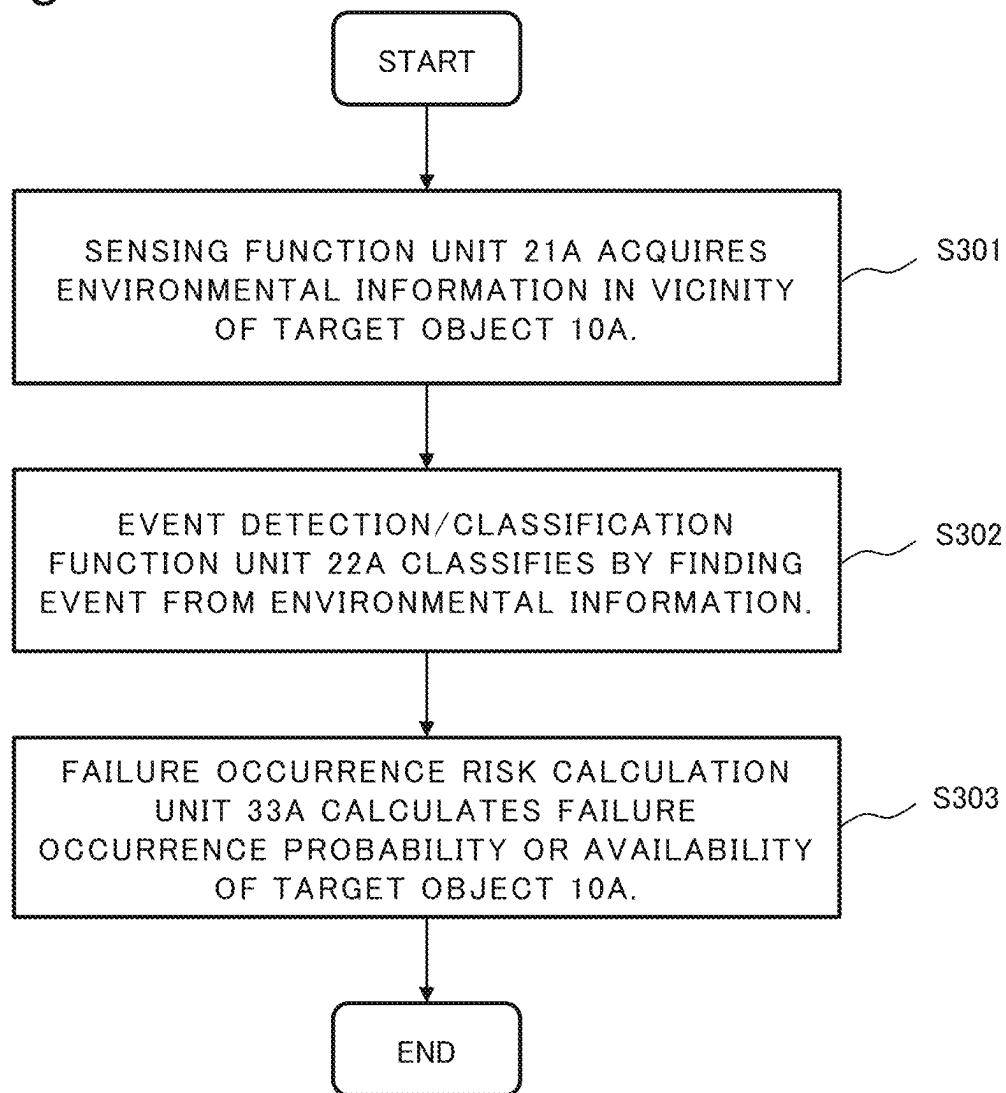 START
SENSING FUNCTION UNIT 21A ACQUIRES
ENVIRONMENTAL INFORMATION IN VICINITY
OF TARGET OBJECT 10A.
S301
EVENT DETECTION/CLASSIFICATION
FUNCTION UNIT 22A CLASSIFIES BY FINDING
EVENT FROM ENVIRONMENTAL INFORMATION.
S302
FAILURE OCCURRENCE RISK CALCULATION
UNIT 33A CALCULATES FAILURE
OCCURRENCE PROBABILITY OR AVAILABILITY
OF TARGET OBJECT 10A.
S303
END